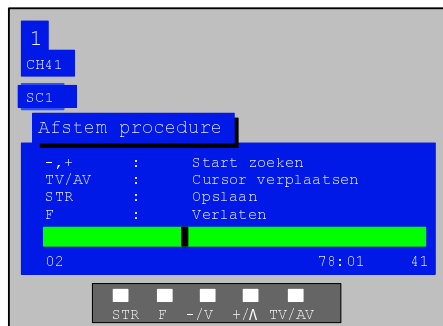 1
CH41
SC1
Afstem procedure
-,+ : Start zoeken
TV/AV : Cursor verplaatsen
STR : Opslaan
F : Verlaten
02 78:01 41
STR F -/V +/Λ TV/AV